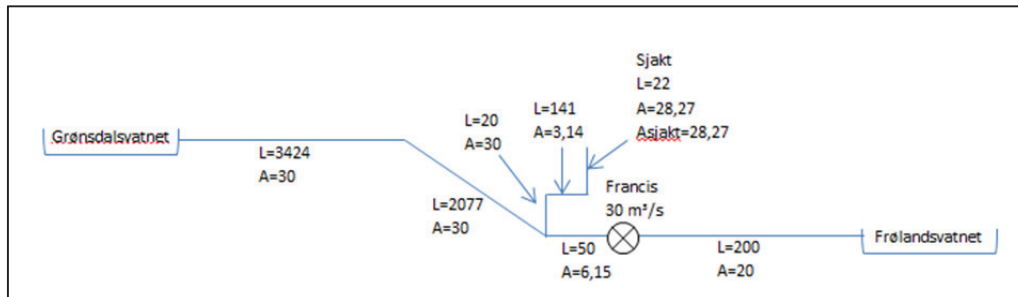 Sjakt
L=22
A=28,27
Asjakt=28,27
L=141
A=3,14
L=20
A=30
Grønsdalsvatnet
L=3424
A=30
L=2077
A=30
Francis
30 m³/s
L=50
A=6,15
L=200
A=20
Frølandsvatnet